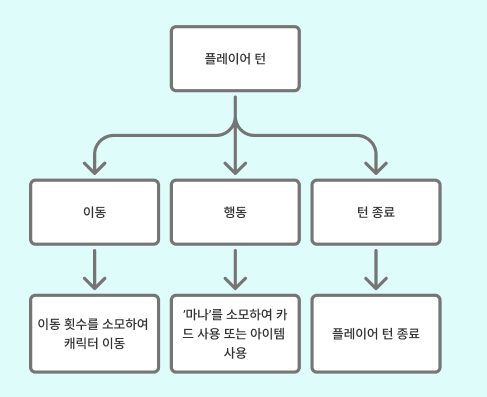 플레이어 턴
이동
행동
턴 종료
이동 횟수를 소모하여
캐릭터 이동
'마나'를 소모하여 카
드 사용 또는 아이템
사용
플레이어 턴 종료